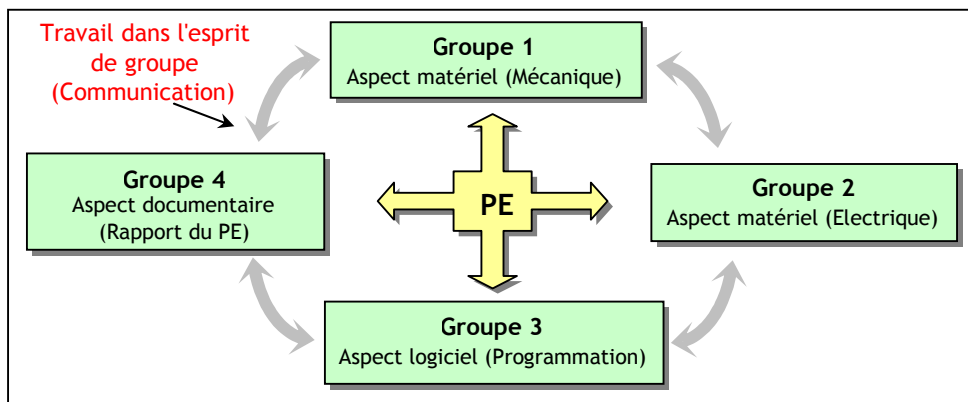 Travail dans l'esprit
de groupe
(Communication)
Groupe 1
Aspect matériel (Mécanique)
Groupe 4
Aspect documentaire
(Rapport du PE)
PE
Groupe 2
Aspect matériel (Electrique)
Groupe 3
Aspect logiciel (Programmation)